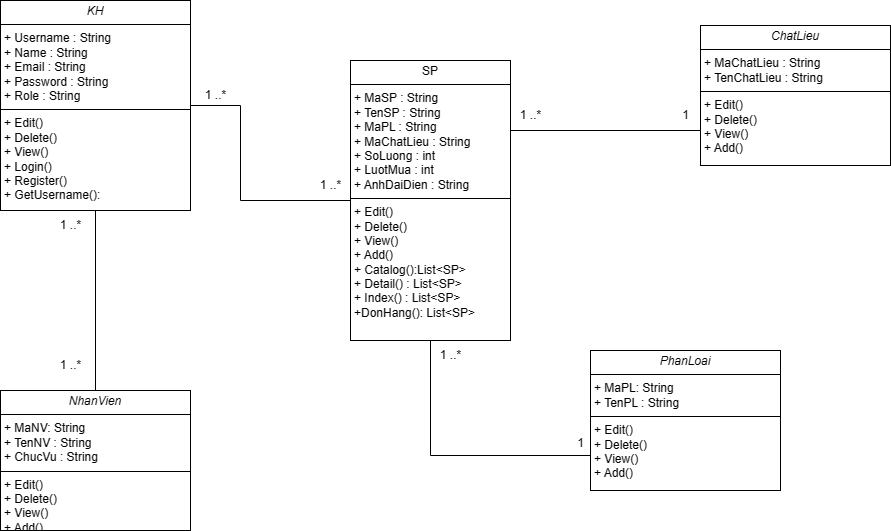 KH
+ Username : String
+ Name : String
+ Email : String
+ Password : String
+ Role : String
+ Edit()
+ Delete()
+ View()
+ Login()
+ Register()
+ GetUsername():
1 ..*
1 ..*
SP
+ MaSP : String
+ TenSP : String
+ MaPL : String
+ MaChatLieu : String
+ SoLuong : int
+ LuotMua : int
+ AnhDaiDien : String
+ Edit()
+ Delete()
+ View()
+ Add()
+ Catalog():List<SP>
+ Detail() : List<SP>
+ Index() : List<SP>
+DonHang(): List<SP>
1 ..*
1
ChatLieu
+ MaChatLieu : String
+ TenChatLieu : String
+ Edit()
+ Delete()
+ View()
+ Add()
1 ..*
1 ..*
NhanVien
+ MaNV: String
+ TenNV : String
+ ChucVu : String
+ Edit()
+ Delete()
+ View()
+ Add()
1 ..*
1
PhanLoai
+ MaPL: String
+ TenPL : String
+ Edit()
+ Delete()
+ View()
+ Add()